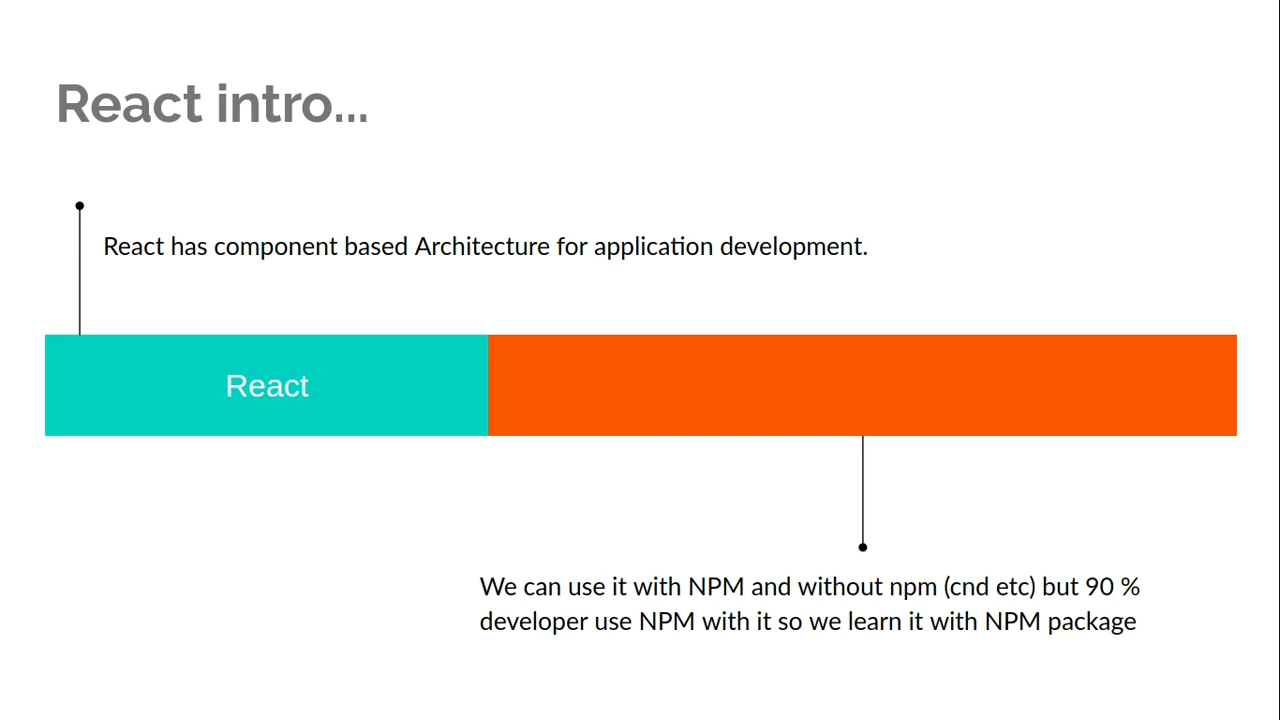 React intro...
React has component based Architecture for application development.
React
We can use it with NPM and without npm (cnd etc) but 90 %
developer use NPM with it so we learn it with NPM package